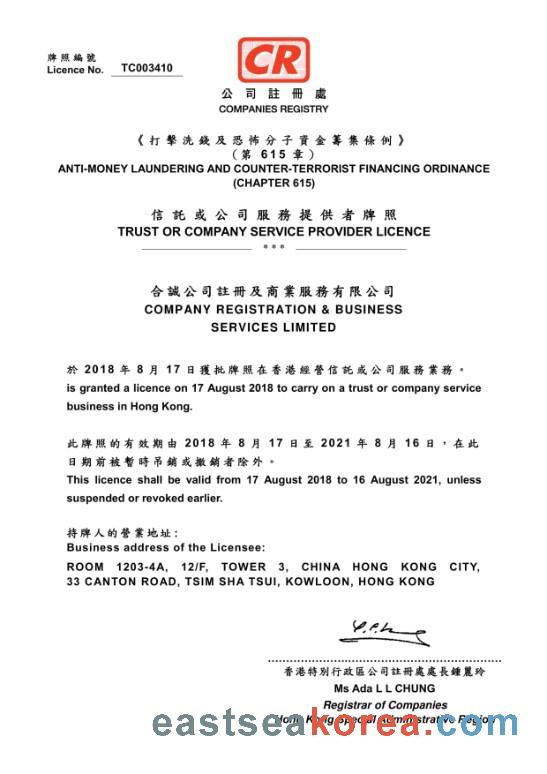 牌照編號
Licence No. TC003410
CR
公司註冊處
COMPANIES REGISTRY
《打擊洗錢及恐怖分子資金籌集條例》
(第 615 章)
ANTI-MONEY LAUNDERING AND COUNTER-TERRORIST FINANCING ORDINANCE
(CHAPTER 615)
信託或公司服務提供者牌照
TRUST OR COMPANY SERVICE PROVIDER LICENCE
***
合誠公司註冊及商業服務有限公司
COMPANY REGISTRATION & BUSINESS
SERVICES LIMITED
於 2018 年 8 月 17 日獲批牌照在香港經營信託或公司服務業務。
is granted a licence on 17 August 2018 to carry on a trust or company service
business in Hong Kong.
此牌照的有效期由 2018 年 8 月 17 日至 2021 年 8 月 16 日，在此
日期前被暫時吊銷或撤銷者除外。
This licence shall be valid from 17 August 2018 to 16 August 2021, unless
suspended or revoked earlier.
持牌人的營業地址:
Business address of the Licensee:
ROOM 1203-4A, 12/F, TOWER 3, CHINA HONG KONG CITY,
33 CANTON ROAD, TSIM SHA TSUI, KOWLOON, HONG KONG
香港特別行政區公司註冊處處長鍾麗玲
Ms Ada L L CHUNG
Registrar of Companies
Hong Kong Special Administrative Region
eastseakorea.com